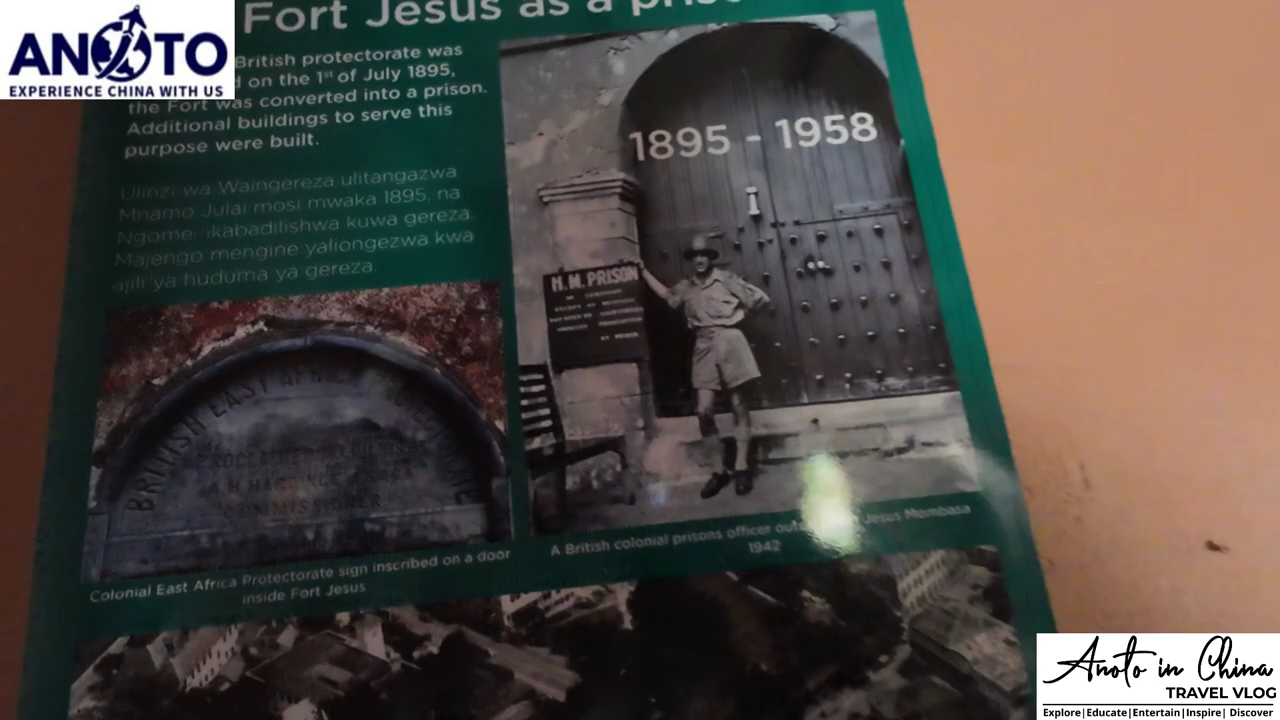 ANOTO
EXPERIENCE CHINA WITH US
Fort Jesus as a
British protectorate was
on the 1st of July 1895,
the Fort was converted into a prison.
Additional buildings to serve this
purpose were built.
Ulinzi wa Waingereza ulitangazwa
Mnamo Julai mosi mwaka 1895, na
Ngome ikabadilishwa kuwa gereza.
Majengo mengine yaliongezwa kwa
ajili ya huduma ya gereza.
1895 - 1958
H.M. PRISON
BRITISH EAST AFRICA
COMMISSIONER
Colonial East Africa Protectorate sign inscribed on a door
inside Fort Jesus
A British colonial prisons officer Jesus Mombasa
1942
Anoto in China
TRAVEL VLOG
Explore|Educate|Entertain|Inspire| Discover